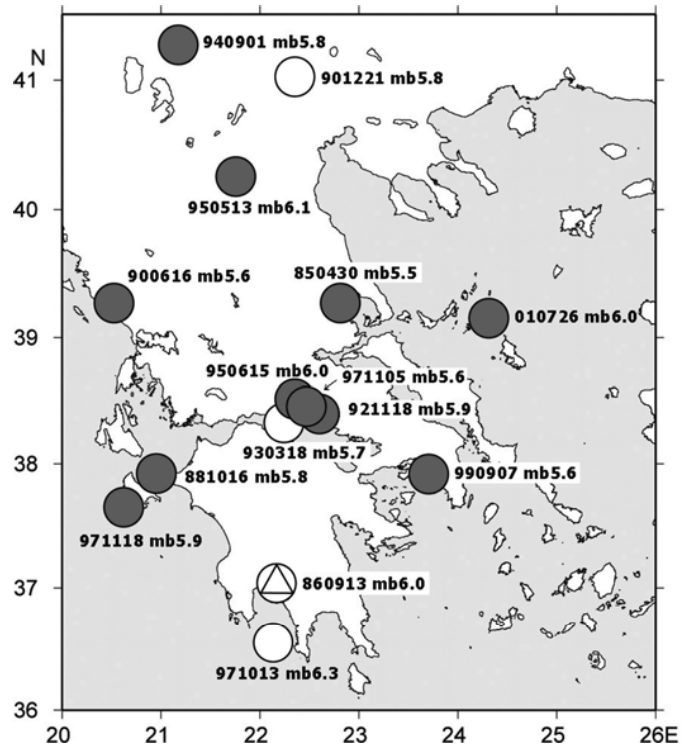 940901 mb5.8
N
41
901221 mb5.8
950513 mb6.1
40
900616 mb5.6
850430 mb5.5
39
010726 mb6.0
950615 mb6.0
971105 mb5.6
921118 mb5.9
930318 mb5.7
38
881016 mb5.8
990907 mb5.6
971118 mb5.9
37
860913 mb6.0
971013 mb6.3
36
20 21 22 23 24 25 26E